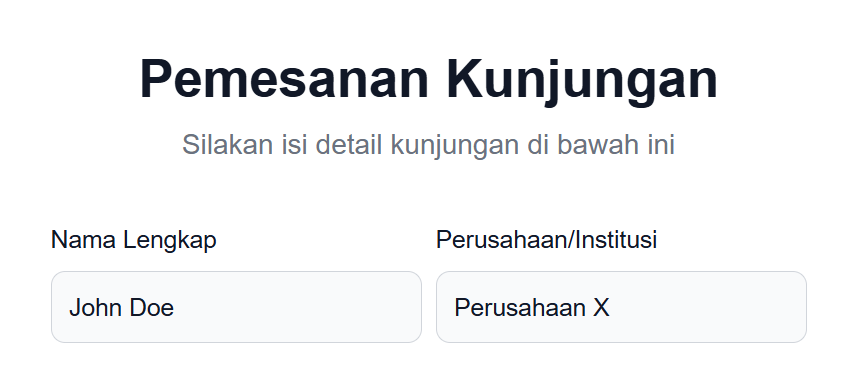 Pemesanan Kunjungan
Silakan isi detail kunjungan di bawah ini
Nama Lengkap
Perusahaan/Institusi
John Doe
Perusahaan X